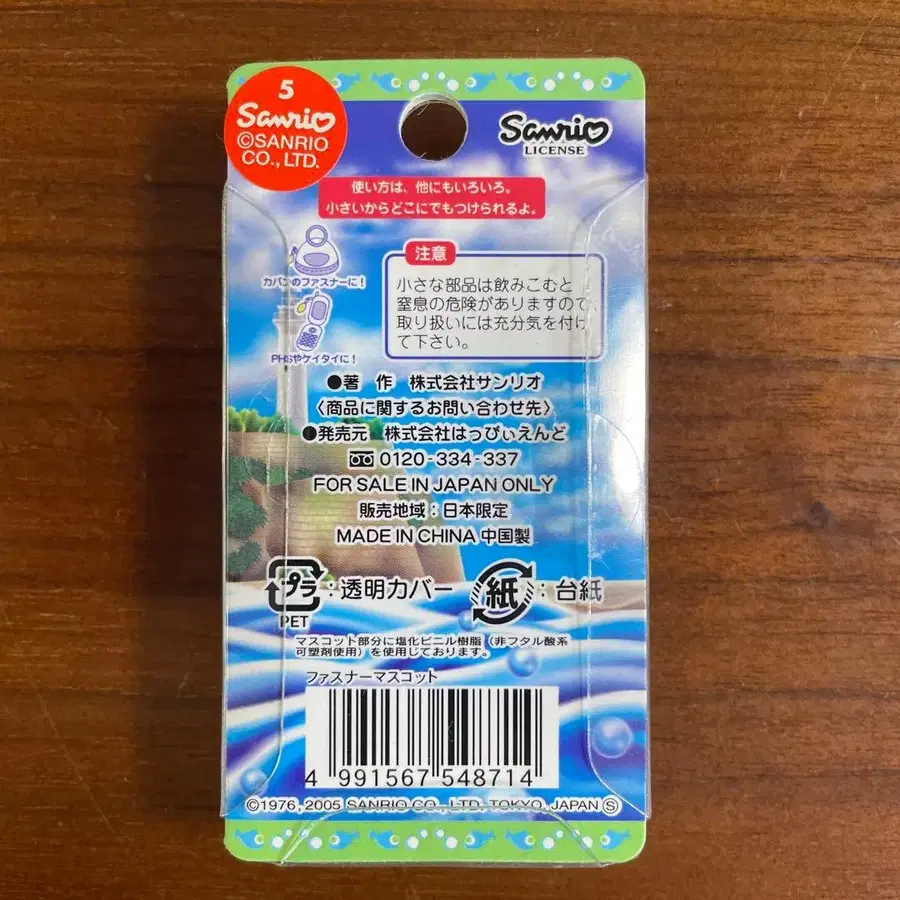 5
Sanrio
©SANRIO
CO., LTD.
Sanrio
LICENSE
使い方は、他にもいろいろ。
小さいからどこにでもつけられるよ。
カバンのファスナーに!
PHSやケイタイに!
注意
小さな部品は飲みこむと
窒息の危険がありますので、
取り扱いには充分気を付け
て下さい。
●著 作 株式会社サンリオ
〈商品に関するお問い合わせ先〉
●発売元 株式会社はっぴぃえんど
0120-334-337
FOR SALE IN JAPAN ONLY
販売地域:日本限定
MADE IN CHINA 中国製
プラ:透明カバー
PET
紙:台紙
マスコット部分に塩化ビニル樹脂(非フタル酸系
可塑剤使用)を使用しております。
ファスナーマスコット
4 991567 548714
©1976, 2005 SANRIO CO., LTD. TOKYO, JAPAN Ⓢ